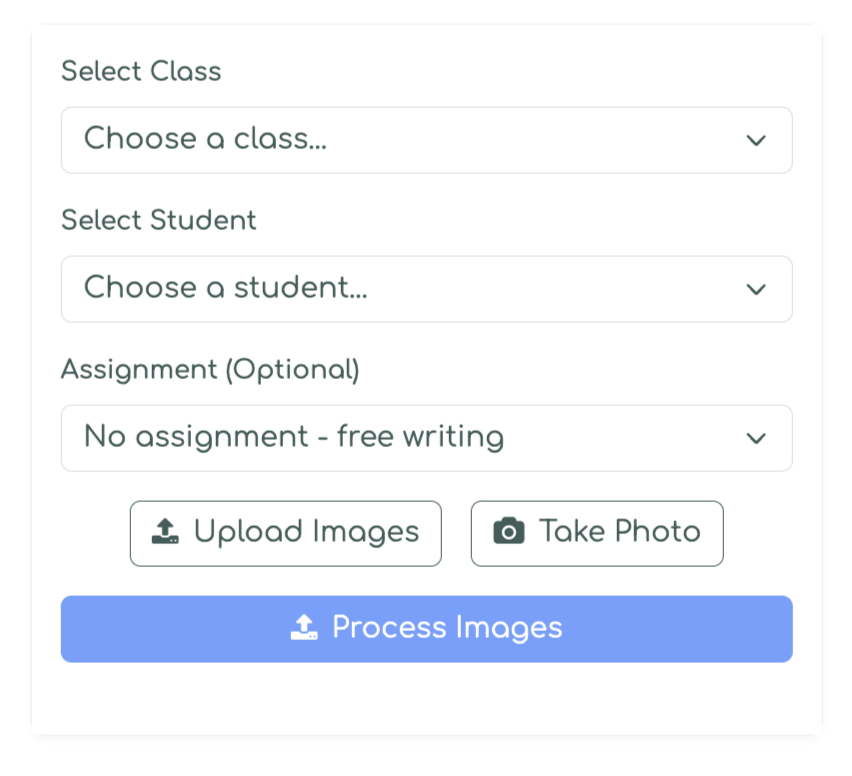 Select Class
Choose a class...
Select Student
Choose a student...
Assignment (Optional)
No assignment - free writing
Upload Images Take Photo
Process Images